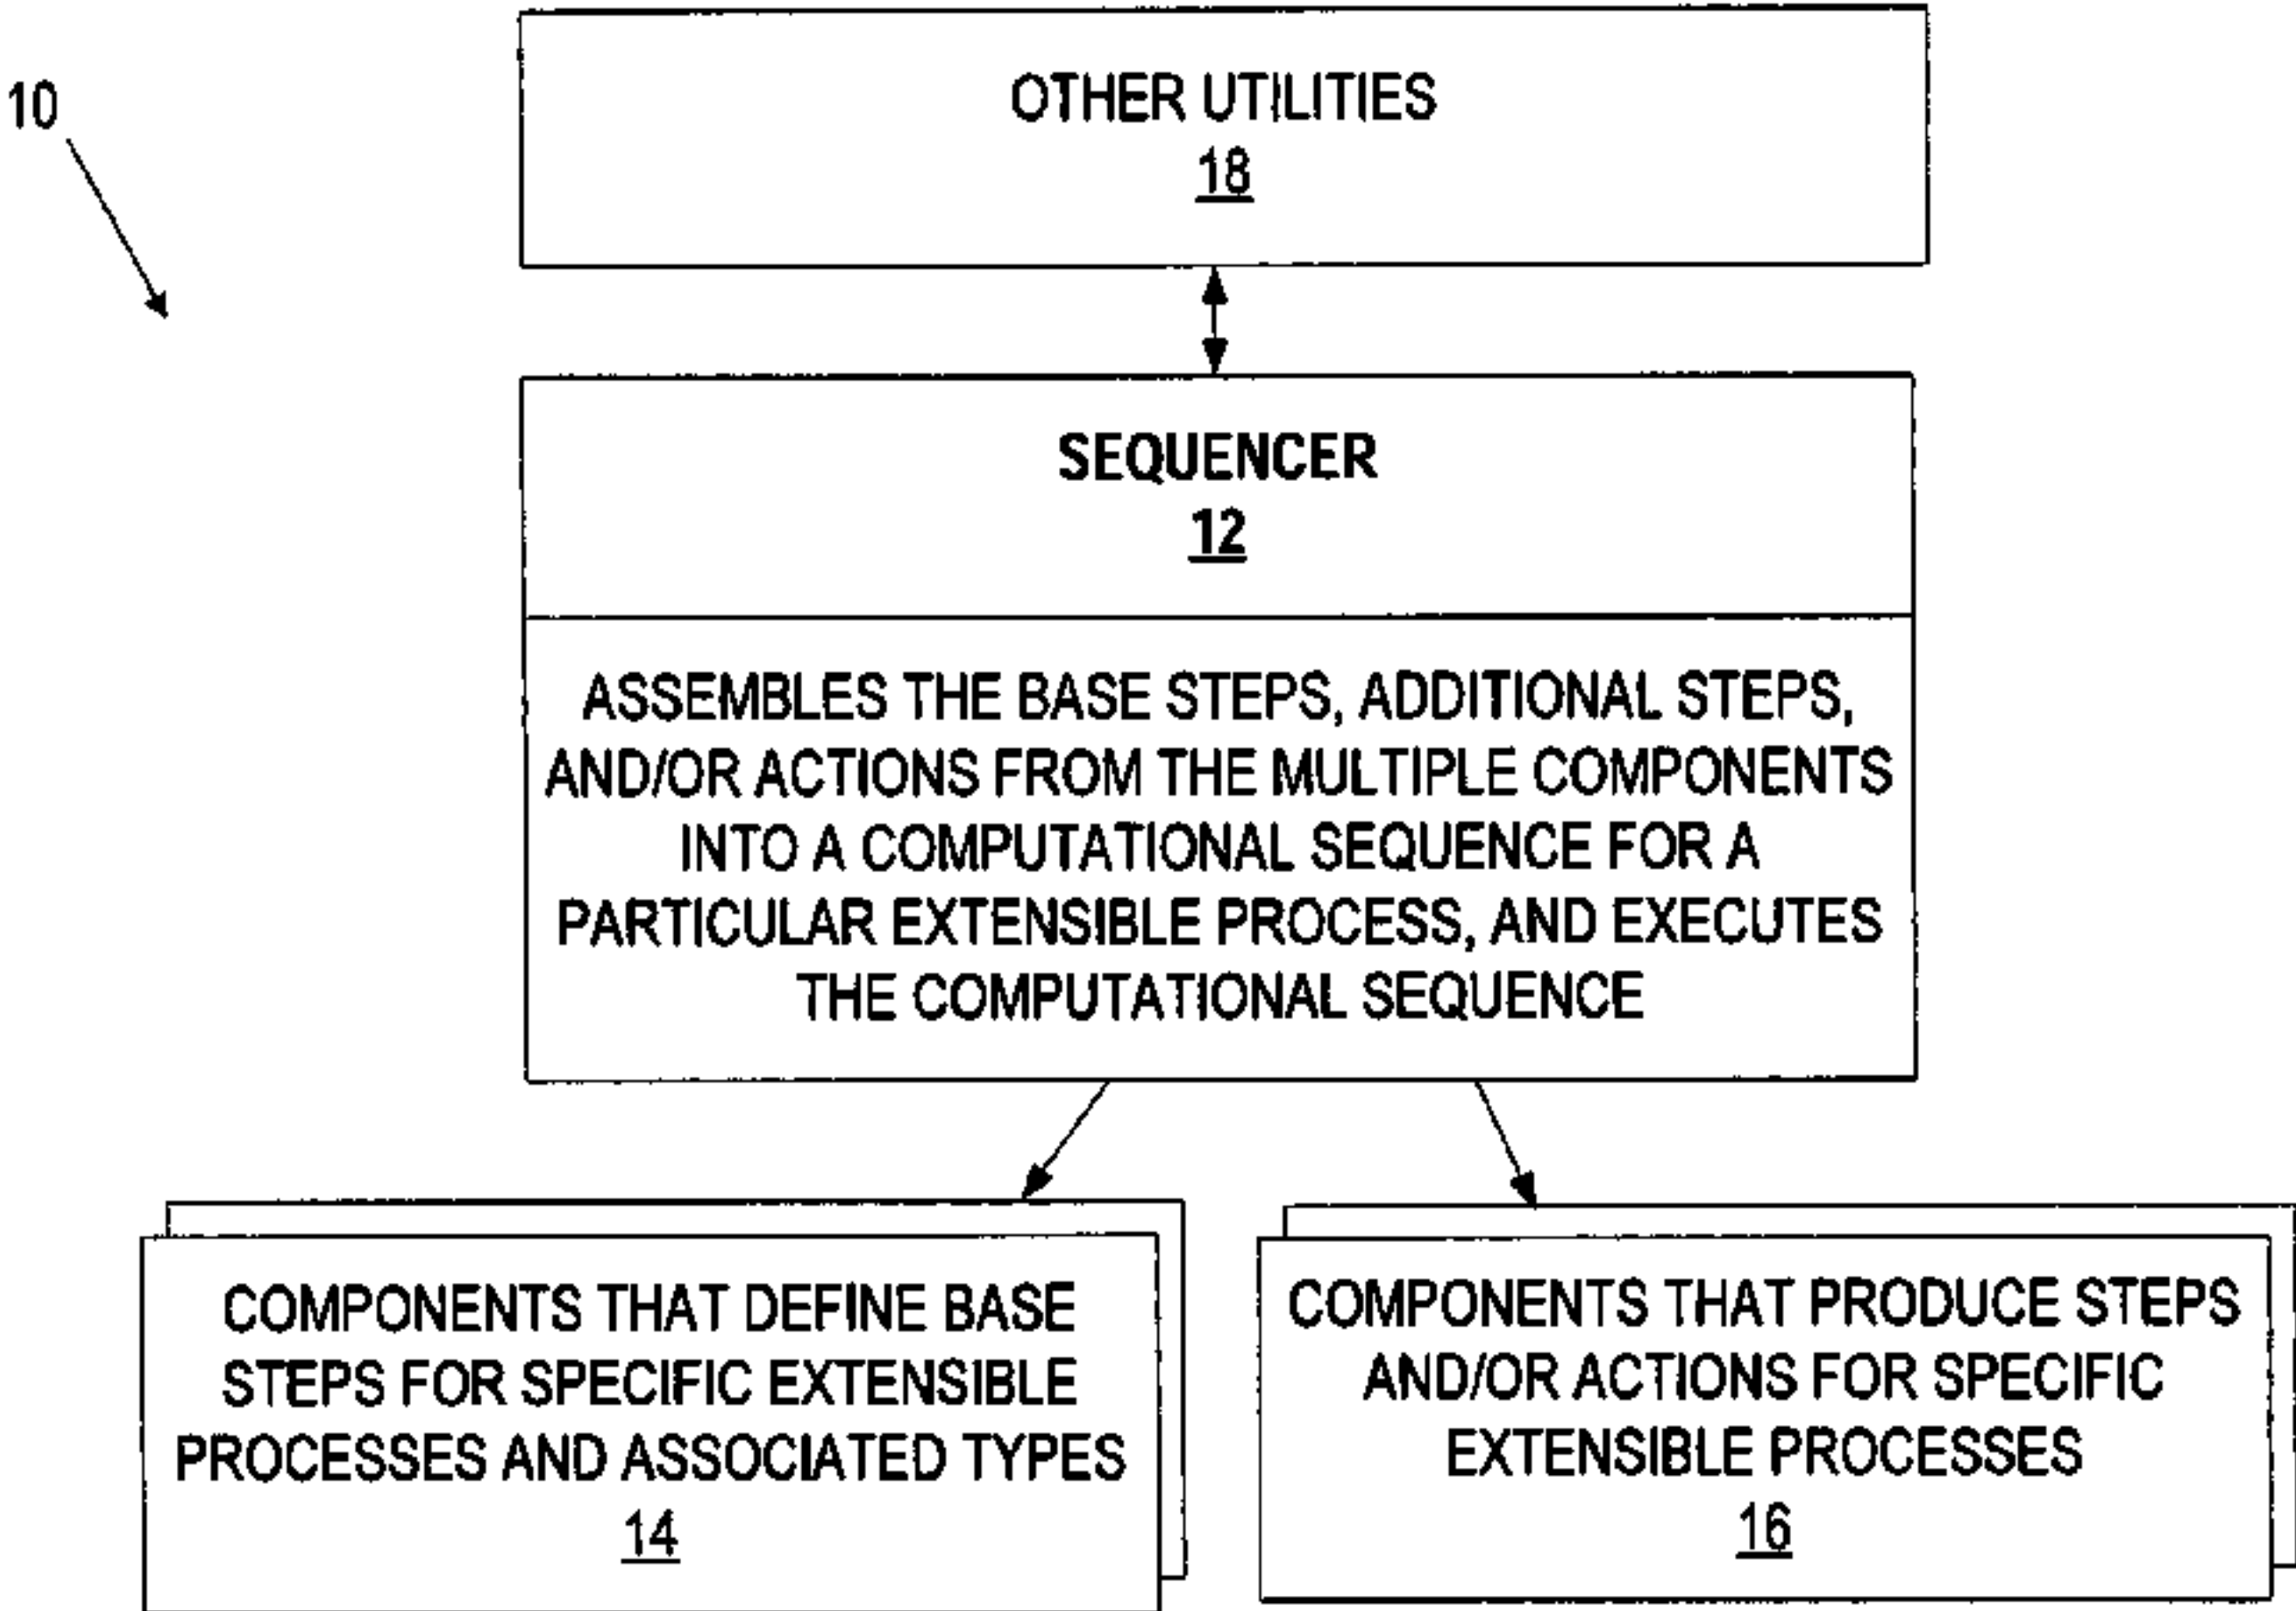 10
OTHER UTILITIES
18
SEQUENCER
12
ASSEMBLES THE BASE STEPS, ADDITIONAL STEPS,
AND/OR ACTIONS FROM THE MULTIPLE COMPONENTS
INTO A COMPUTATIONAL SEQUENCE FOR A
PARTICULAR EXTENSIBLE PROCESS, AND EXECUTES
THE COMPUTATIONAL SEQUENCE
COMPONENTS THAT DEFINE BASE
STEPS FOR SPECIFIC EXTENSIBLE
PROCESSES AND ASSOCIATED TYPES
14
COMPONENTS THAT PRODUCE STEPS
AND/OR ACTIONS FOR SPECIFIC
EXTENSIBLE PROCESSES
16